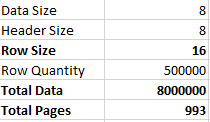 Data Size 8
Header Size 8
Row Size 16
Row Quantity 500000
Total Data 8000000
Total Pages 993